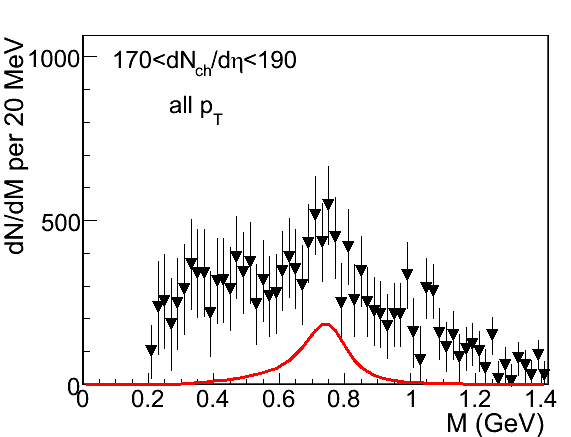 dN/dM per 20 MeV
1000
500
0
170<dN_ch/dη<190
all p_T
0 0.2 0.4 0.6 0.8 1 1.2 1.4
M (GeV)